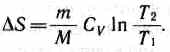 ΔS = m/M C_V ln T₂/T₁.